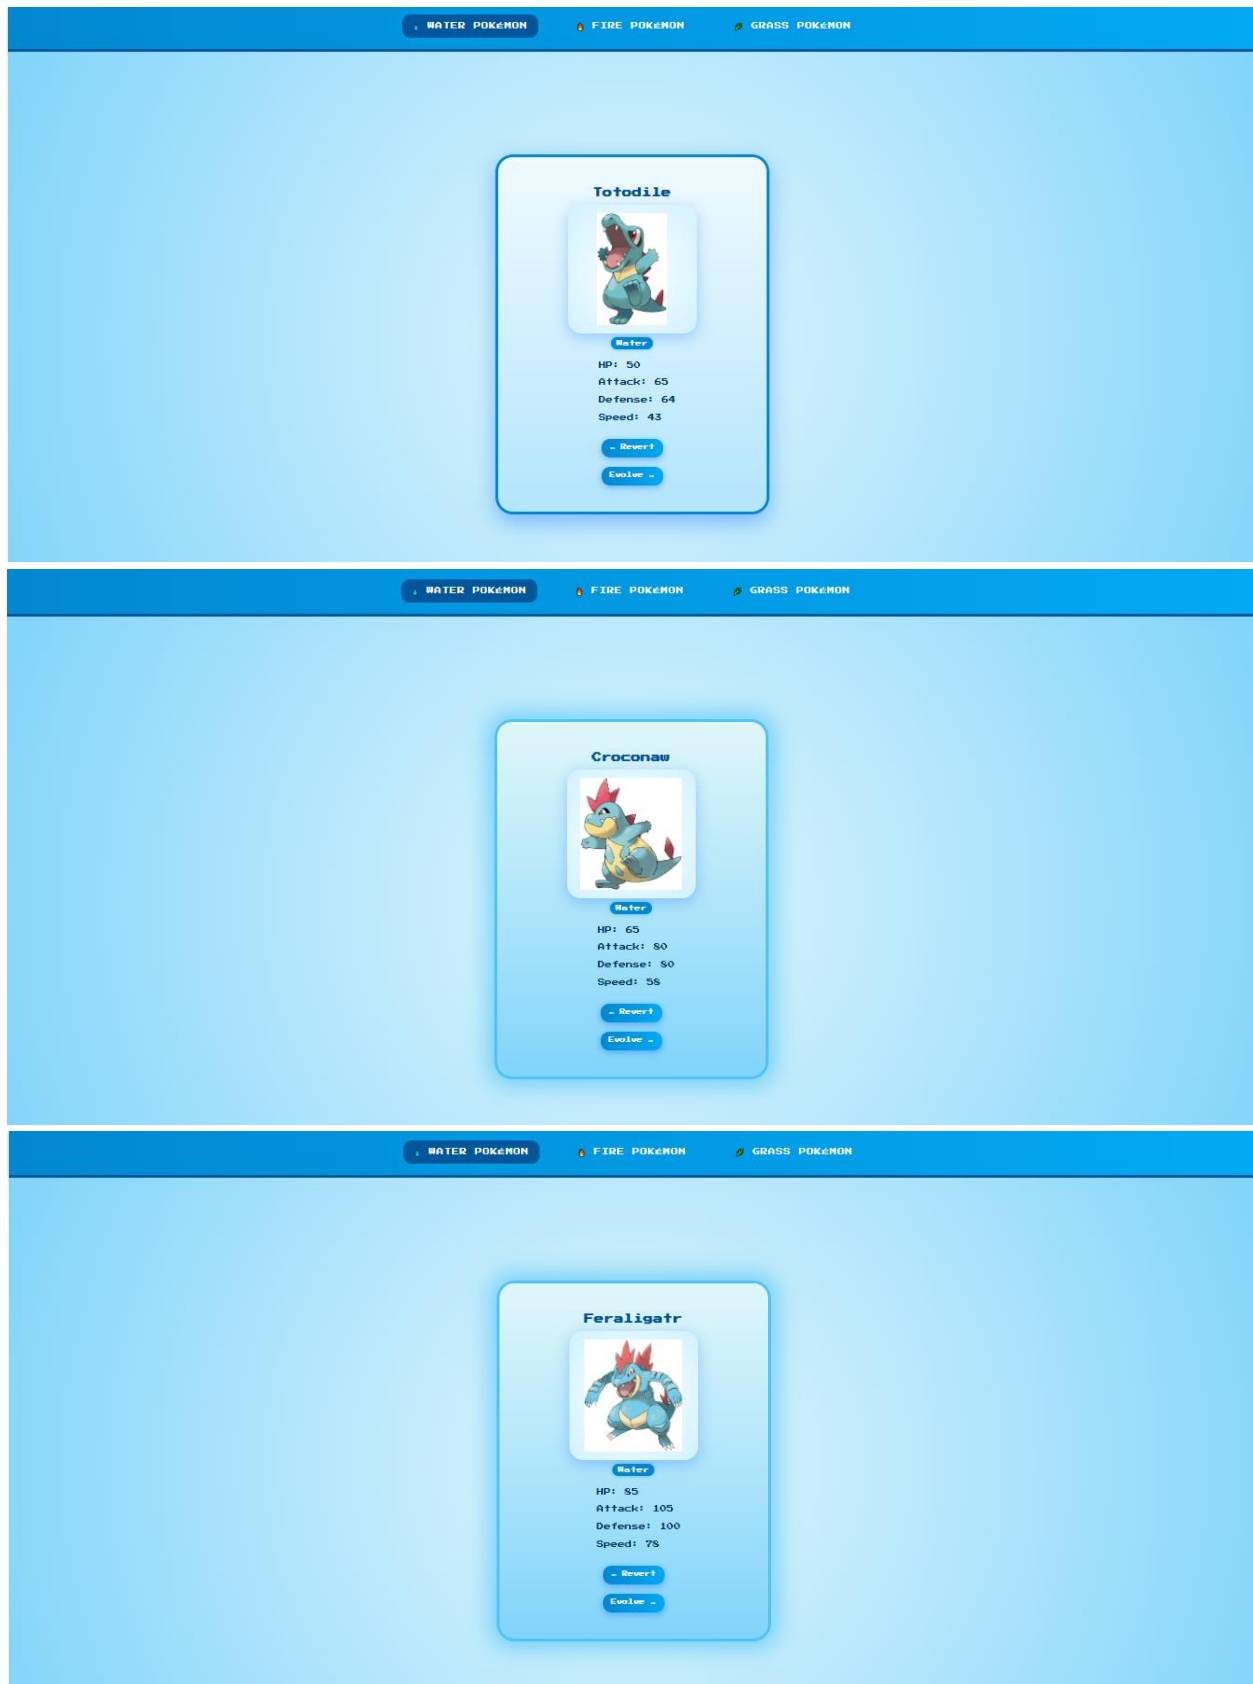 💧 WATER POKéMON 🔥 FIRE POKéMON 🌿 GRASS POKéMON
Totodile
Water
HP: 50
Attack: 65
Defense: 64
Speed: 43
← Revert
Evolve →
💧 WATER POKéMON 🔥 FIRE POKéMON 🌿 GRASS POKéMON
Croconaw
Water
HP: 65
Attack: 80
Defense: 80
Speed: 58
← Revert
Evolve →
💧 WATER POKéMON 🔥 FIRE POKéMON 🌿 GRASS POKéMON
Feraligatr
Water
HP: 85
Attack: 105
Defense: 100
Speed: 78
← Revert
Evolve →